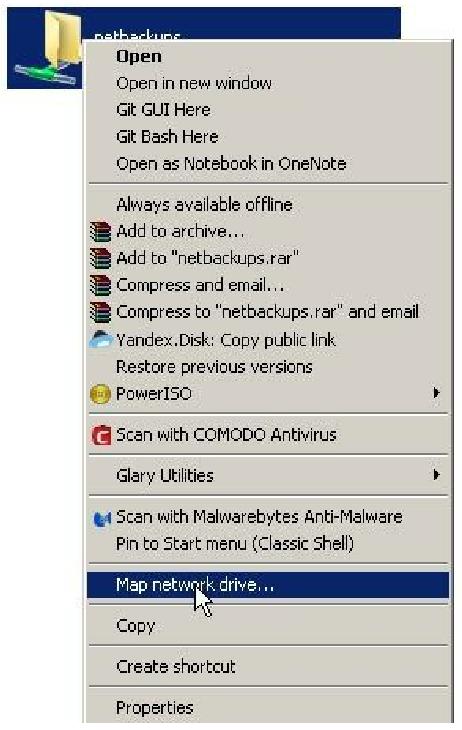 netbackups
Open
Open in new window
Git GUI Here
Git Bash Here
Open as Notebook in OneNote
Always available offline
Add to archive...
Add to "netbackups.rar"
Compress and email...
Compress to "netbackups.rar" and email
Yandex.Disk: Copy public link
Restore previous versions
PowerISO
Scan with COMODO Antivirus
Glary Utilities
Scan with Malwarebytes Anti-Malware
Pin to Start menu (Classic Shell)
Map network drive...
Copy
Create shortcut
Properties